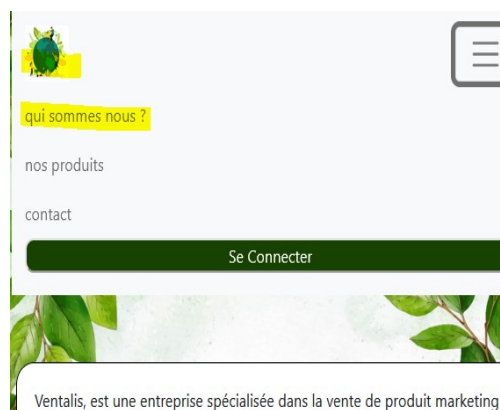 qui sommes nous ?
nos produits
contact
Se Connecter
Ventalis, est une entreprise spécialisée dans la vente de produit marketing